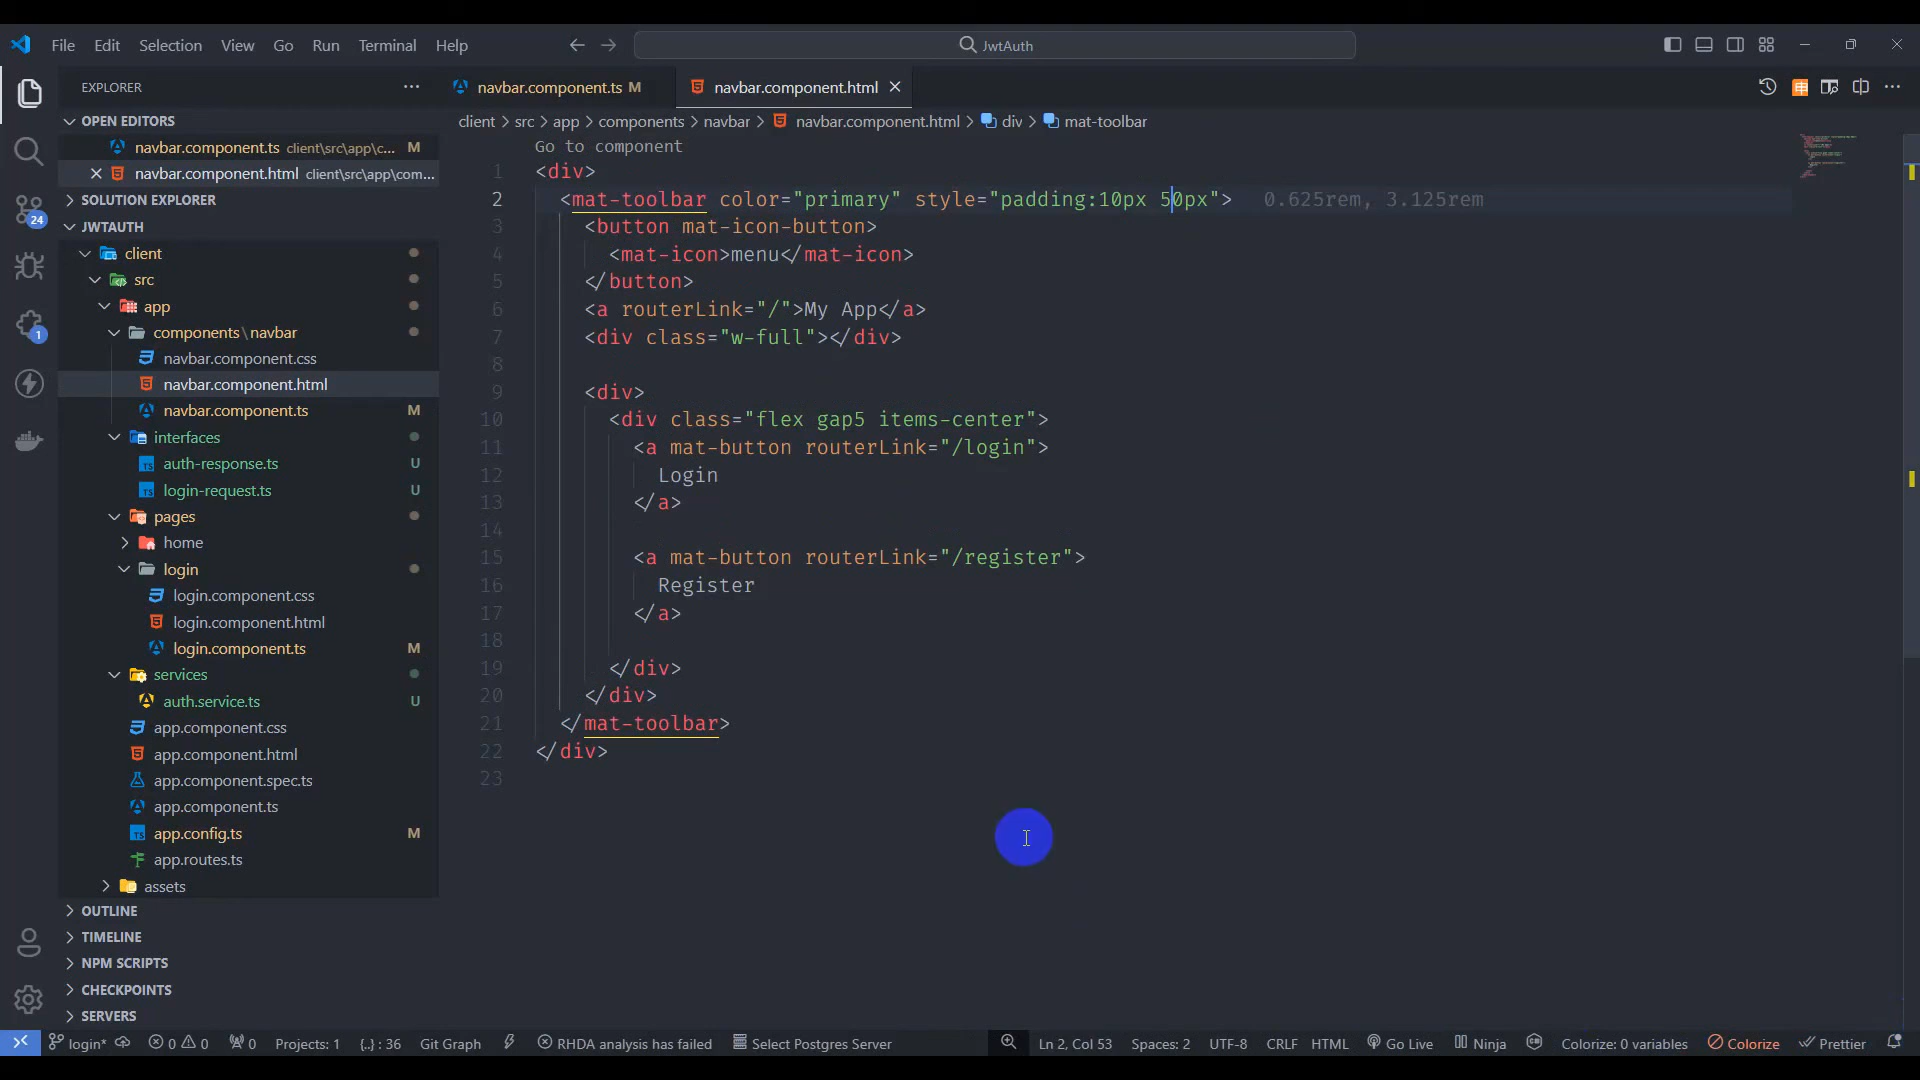 File Edit Selection View Go Run Terminal Help
JwtAuth
EXPLORER
navbar.component.ts M
navbar.component.html
OPEN EDITORS
navbar.component.ts client\src\app\c... M
navbar.component.html client\src\app\com...
SOLUTION EXPLORER
JWTAUTH
client
src
app
components\navbar
navbar.component.css
navbar.component.html
navbar.component.ts M
interfaces
auth-response.ts U
login-request.ts U
pages
home
login
login.component.css
login.component.html
login.component.ts M
services
auth.service.ts U
app.component.css
app.component.html
app.component.spec.ts
app.component.ts
app.config.ts M
app.routes.ts
assets
OUTLINE
TIMELINE
NPM SCRIPTS
CHECKPOINTS
SERVERS
24
1
client > src > app > components > navbar > navbar.component.html > div > mat-toolbar
Go to component
1 <div>
2 <mat-toolbar color="primary" style="padding:10px 50px"> 0.625rem, 3.125rem
3 <button mat-icon-button>
4 <mat-icon>menu</mat-icon>
5 </button>
6 <a routerLink="/">My App</a>
7 <div class="w-full"></div>
8
9 <div>
10 <div class="flex gap5 items-center">
11 <a mat-button routerLink="/login">
12 Login
13 </a>
14
15 <a mat-button routerLink="/register">
16 Register
17 </a>
18
19 </div>
20 </div>
21 </mat-toolbar>
22 </div>
23
login* 0 0 0 Projects: 1 {..} : 36 Git Graph RHDA analysis has failed Select Postgres Server Ln 2, Col 53 Spaces: 2 UTF-8 CRLF HTML Go Live Ninja Colorize: 0 variables Colorize Prettier